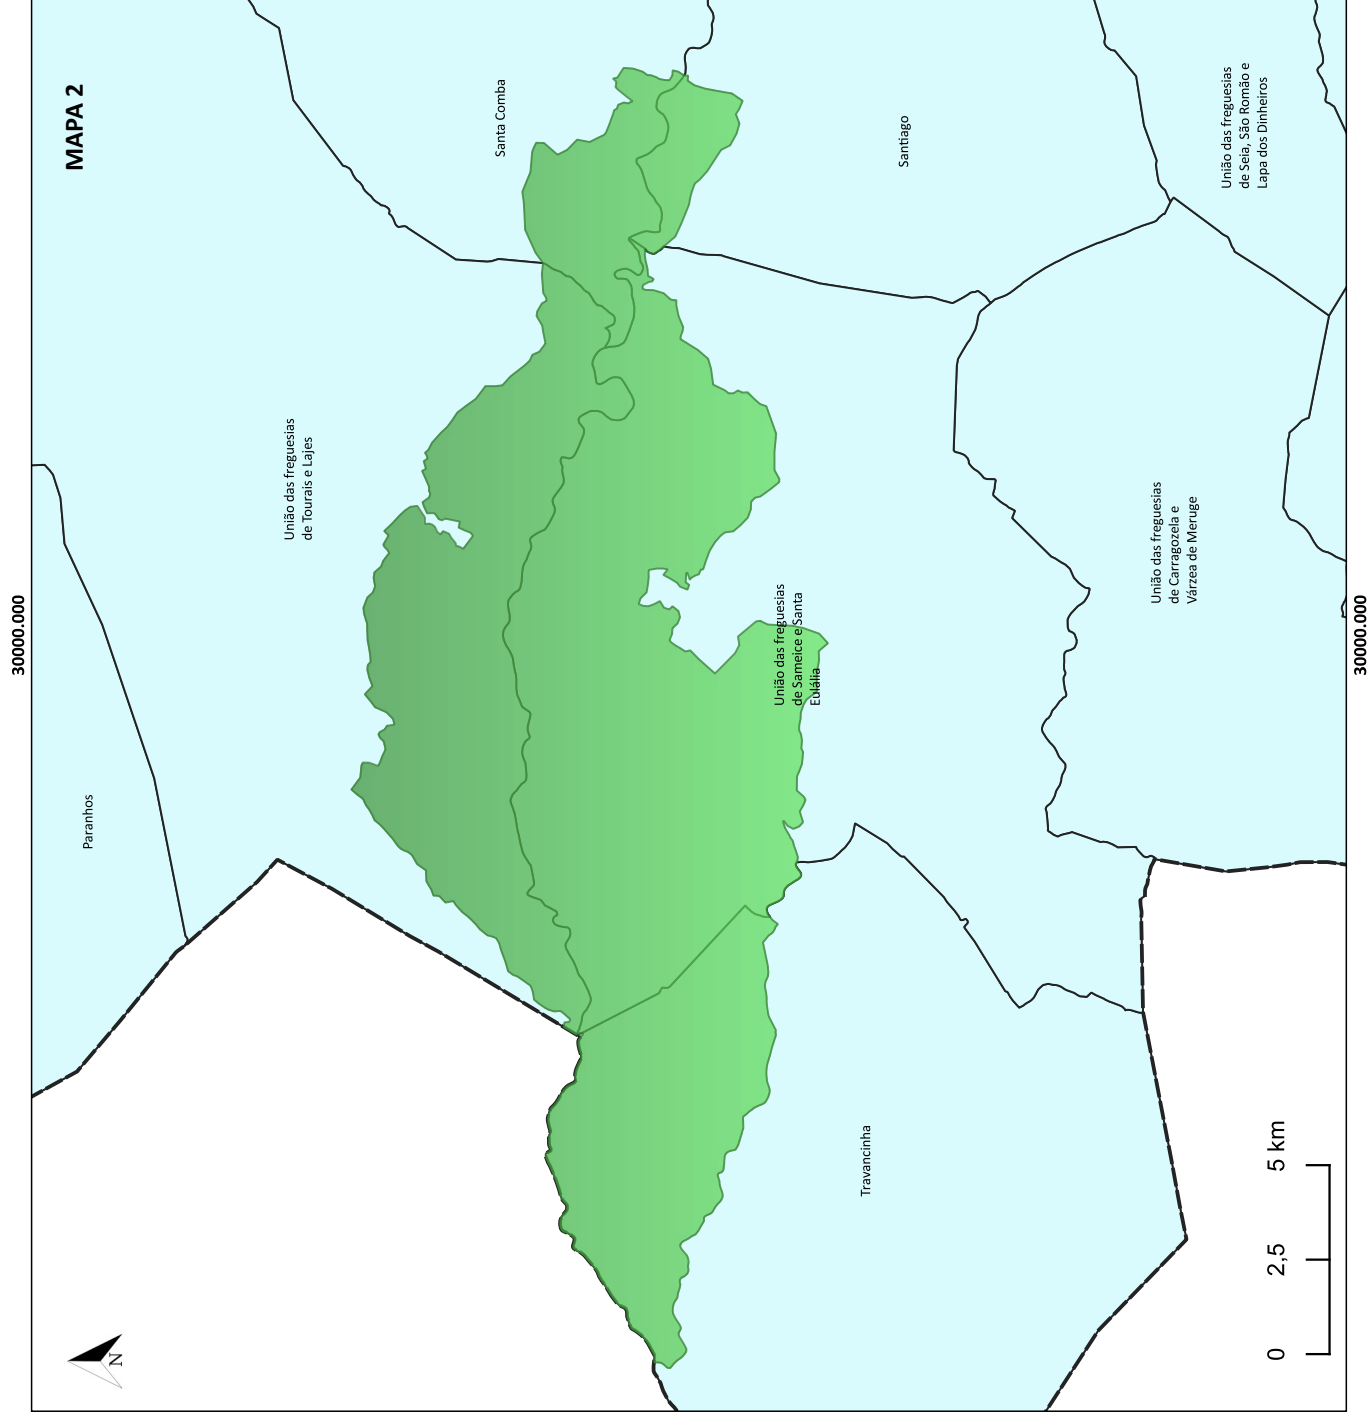 MAPA 2
30000.000
300000.000
Paranhos
União das freguesias
de Tourais e Lajes
Santa Comba
Santiago
União das freguesias
de Seia, São Romão e
Lapa dos Dinheiros
União das freguesias
de Sameice e Santa
Eulália
União das freguesias
de Carragozela e
Várzea de Meruge
Travancinha
N
0 2,5 5 km